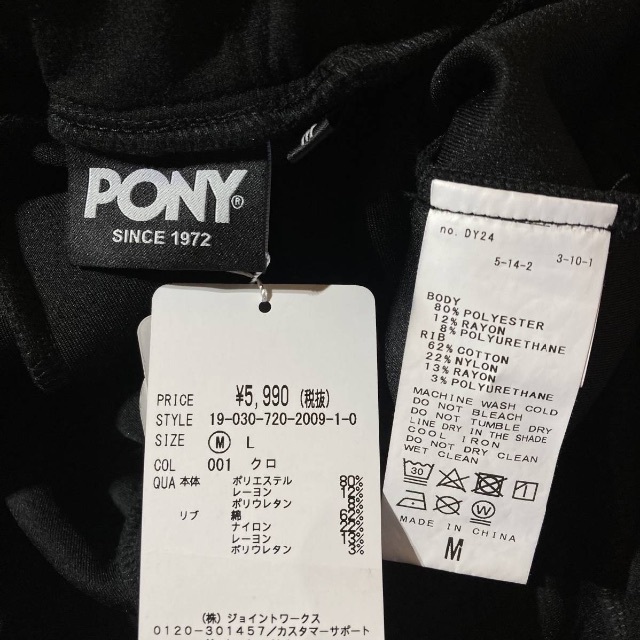 PONY®
SINCE 1972
PRICE ¥5,990 (税抜)
STYLE 19-030-720-2009-1-0
SIZE M L
COL 001 クロ
QUA 本体 ポリエステル 80%
レーヨン 12%
ポリウレタン 8%
リブ 綿 62%
ナイロン 22%
レーヨン 13%
ポリウレタン 3%
(株)ジョイントワークス
0120-301457/カスタマーサポート
no. DY24
5-14-2 3-10-1
BODY
80% POLYESTER
12% RAYON
8% POLYURETHANE
RIB
62% COTTON
22% NYLON
13% RAYON
3% POLYURETHANE
MACHINE WASH COLD
DO NOT BLEACH
DO NOT TUMBLE DRY
LINE DRY IN THE SHADE
COOL IRON
DO NOT DRY CLEAN
WET CLEAN
30
W
MADE IN CHINA
M